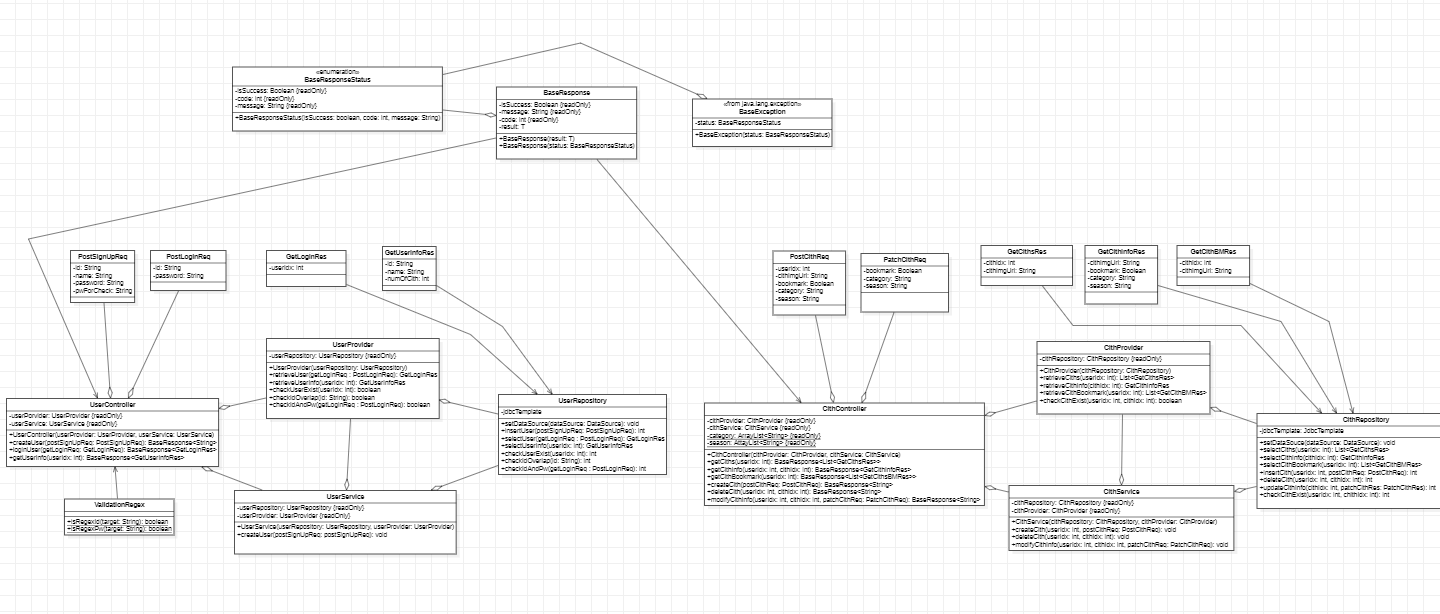 «enumeration»
BaseResponseStatus
-isSuccess: Boolean {readOnly}
-code: int {readOnly}
-message: String {readOnly}
+BaseResponseStatus(isSuccess: boolean, code: int, message: String)
BaseResponse
-isSuccess: Boolean {readOnly}
-message: String {readOnly}
-code: int {readOnly}
-result: T
+BaseResponse(result: T)
+BaseResponse(status: BaseResponseStatus)
«from java.lang.exception»
BaseException
-status: BaseResponseStatus
+BaseException(status: BaseResponseStatus)
PostSignUpReq
-id: String
-name: String
-password: String
-pwForCheck: String
PostLoginReq
-id: String
-password: String
GetLoginRes
-userIdx: int
GetUserInfoRes
-id: String
-name: String
-numOfClth: int
PostClthReq
-userIdx: int
-clthImgUrl: String
-bookmark: Boolean
-category: String
-season: String
PatchClthReq
-bookmark: Boolean
-category: String
-season: String
GetClthsRes
-clthIdx: int
-clthImgUrl: String
GetClthInfoRes
-clthImgUrl: String
-bookmark: Boolean
-category: String
-season: String
GetClthBMRes
-clthIdx: int
-clthImgUrl: String
UserProvider
-userRepository: UserRepository {readOnly}
+UserProvider(userRepository: UserRepository)
+retrieveUser(getLoginReq : PostLoginReq): GetLoginRes
+retrieveUserInfo(userIdx: int): GetUserInfoRes
+checkUserExist(userIdx: int): boolean
+checkIdOverlap(id: String): boolean
+checkIdAndPw(getLoginReq : PostLoginReq): boolean
UserController
-userPorvider: UserProvider {readOnly}
-userService: UserService {readOnly}
+UserController(userProvider: UserProvider, userService: UserService)
+createUser(postSignUpReq: PostSignUpReq): BaseResponse<String>
+loginUser(getLoginReq: GetLoginReq): BaseResponse<GetLoginRes>
+getUserInfo(userIdx: int): BaseResponse<GetUserInfoRes>
UserRepository
-jdbcTemplate
+setDataSource(dataSource: DataSource): void
+insertUser(postSignUpReq: PostSignUpReq): int
+selectUser(getLoginReq : PostLoginReq): GetLoginRes
+selectUserInfo(userIdx: int): GetUserInfoRes
+checkUserExist(userIdx: int): int
+checkIdOverlap(id: String): int
+checkIdAndPw(getLoginReq : PostLoginReq): int
ValidationRegex
+isRegexId(target: String): boolean
+isRegexPw(target: String): boolean
UserService
-userRepository: UserRepository {readOnly}
-userProvider: UserProvider {readOnly}
+UserService(userRepository: UserRepository, userProvider: UserProvider)
+createUser(postSignUpReq: postSignUpReq): void
ClthController
-clthProvider: ClthProvider {readOnly}
-clthService: ClthService {readOnly}
-category: ArrayList<String> {readOnly}
-season: ArrayList<String> {readOnly}
+ClthController(clthProvider: ClthProvider, clthService: ClthService)
+getClths(userIdx: int): BaseResponse<List<GetClthsRes>>
+getClthInfo(userIdx: int, clthIdx: int): BaseResponse<GetClthInfoRes>
+getClthBookmark(userIdx: int): BaseResponse<List<GetClthBMRes>>
+createClth(postClthReq: PostClthReq): BaseResponse<String>
+deleteClth(userIdx: int, clthIdx: int): BaseResponse<String>
+modifyClthInfo(userIdx: int, clthIdx: int, patchClthReq: PatchClthReq): BaseResponse<String>
ClthProvider
-clthRepository: ClthRepository {readOnly}
+ClthProvider(clthRepository: ClthRepository)
+retrieveClths(userIdx: int): List<GetClthsRes>
+retrieveClthInfo(clthIdx: int): GetClthInfoRes
+retrieveClthBookmark(userIdx: int): List<GetClthBMRes>
+checkClthExist(userIdx: int, clthIdx: int): boolean
ClthRepository
-jdbcTemplate: JdbcTemplate
+setDataSouce(dataSource: DataSource): void
+selectClths(userIdx: int): List<GetClthsRes>
+selectClthInfo(clthIdx: int): GetClthInfoRes
+selectClthBookmark(userIdx: int): List<GetClthBMRes>
+insertClth(userIdx: int, postClthReq: PostClthReq): int
+deleteClth(userIdx: int, clthIdx: int): int
+updateClthInfo(clthIdx: int, patchClthRes: PatchClthRes): int
+checkClthExist(userIdx: int, clthIdx: int): int
ClthService
-clthRepository: ClthRepository {readOnly}
-clthProvider: ClthProvider {readOnly}
+ClthService(clthRepository: ClthRepository, clthProvider: ClthProvider)
+createClth(userIdx: int, postClthReq: PostClthReq): void
+deleteClth(userIdx: int, clthIdx: int): void
+modifyClthInfo(userIdx: int, clthIdx: int, patchClthReq: PatchClthReq): void